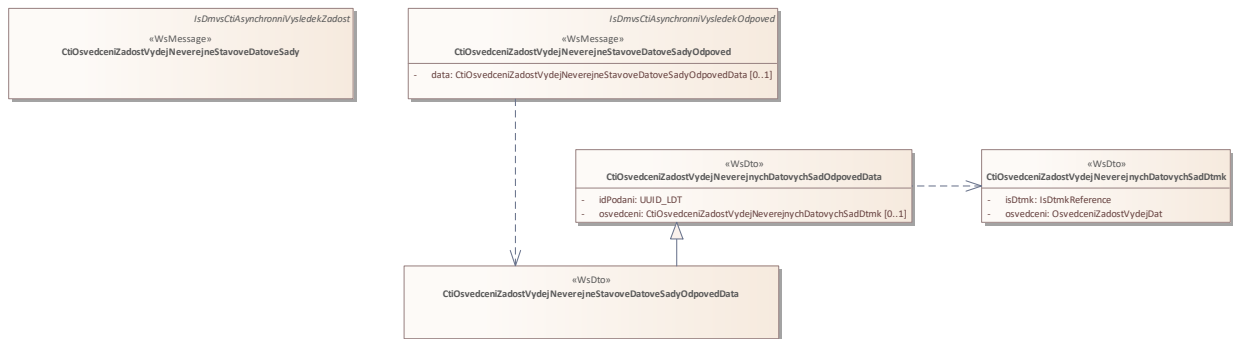 IsDmvsCtiAsynchronniVysledekZadost
«WsMessage»
CtiOsvedceniZadostVydejNeverejneStavoveDatoveSady
IsDmvsCtiAsynchronniVysledekOdpoved
«WsMessage»
CtiOsvedceniZadostVydejNeverejneStavoveDatoveSadyOdpoved
- data: CtiOsvedceniZadostVydejNeverejneStavoveDatoveSadyOdpovedData [0..1]
«WsDto»
CtiOsvedceniZadostVydejNeverejnychDatovychSadOdpovedData
- idPodani: UUID_LDT
- osvedceni: CtiOsvedceniZadostVydejNeverejnychDatovychSadDtmk [0..1]
«WsDto»
CtiOsvedceniZadostVydejNeverejnychDatovychSadDtmk
- isDtmk: IsDtmkReference
- osvedceni: OsvedceniZadostVydejDat
«WsDto»
CtiOsvedceniZadostVydejNeverejneStavoveDatoveSadyOdpovedData